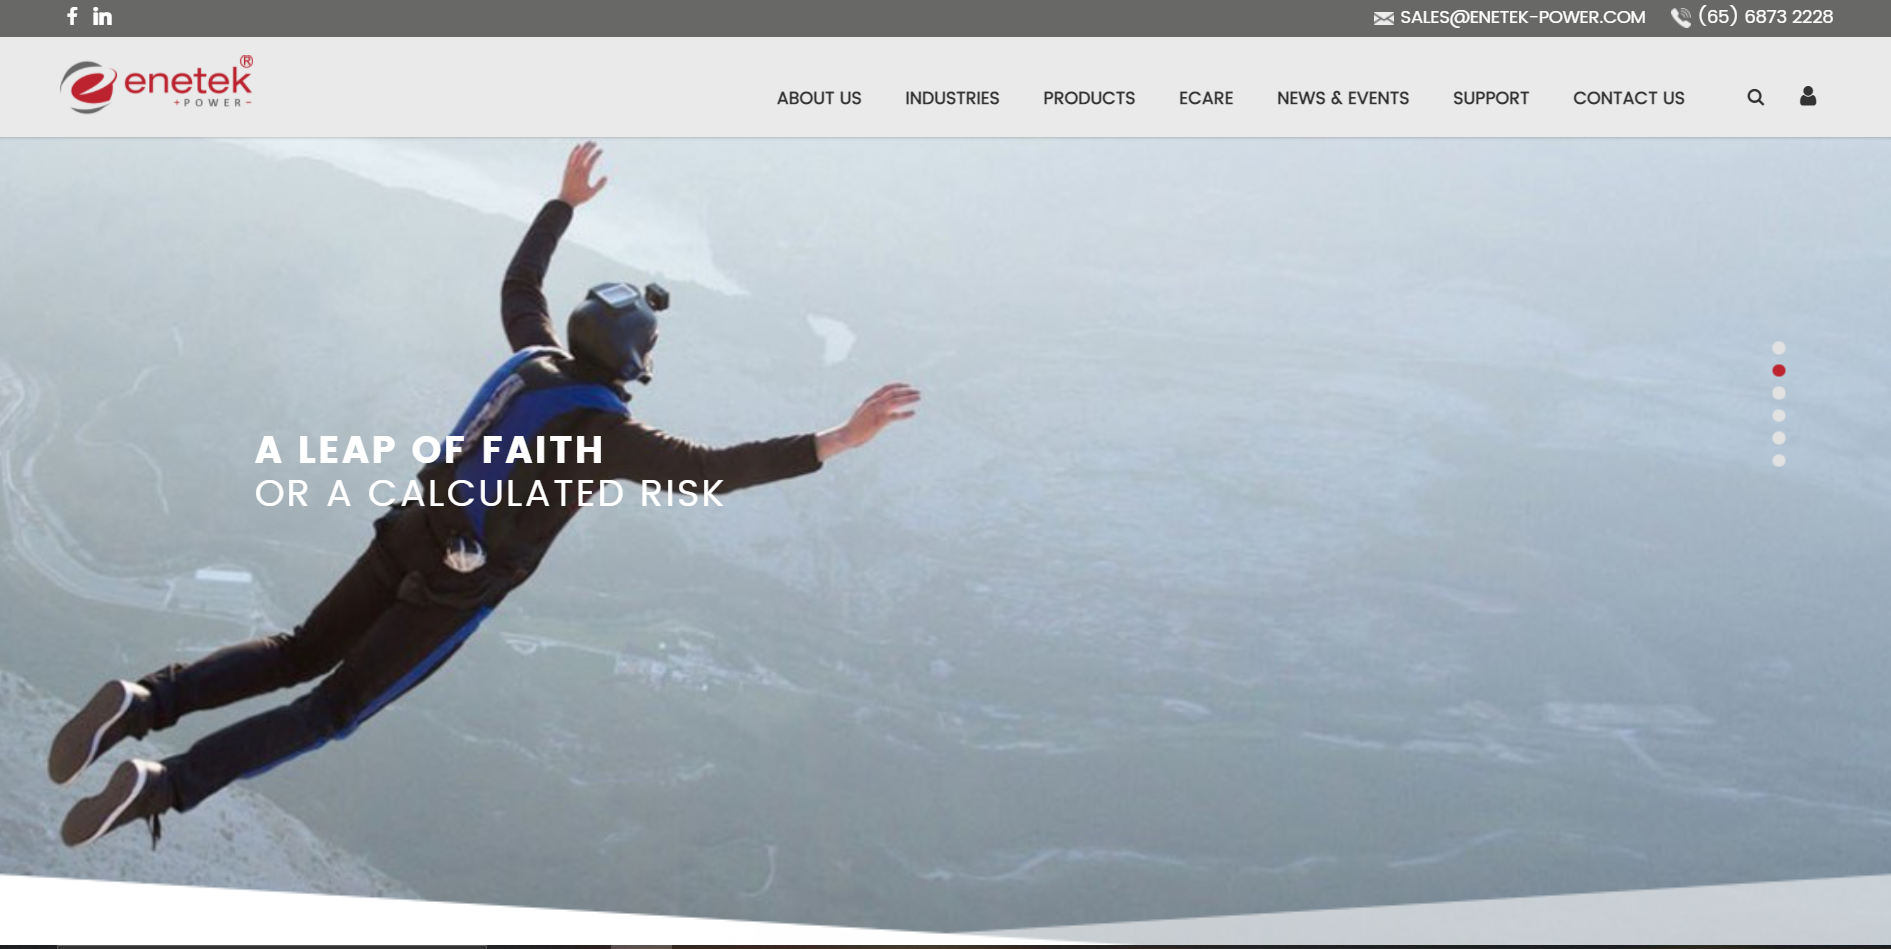 SALES@ENETEK-POWER.COM (65) 6873 2228
enetek®
+POWER-
ABOUT US INDUSTRIES PRODUCTS ECARE NEWS & EVENTS SUPPORT CONTACT US
A LEAP OF FAITH
OR A CALCULATED RISK